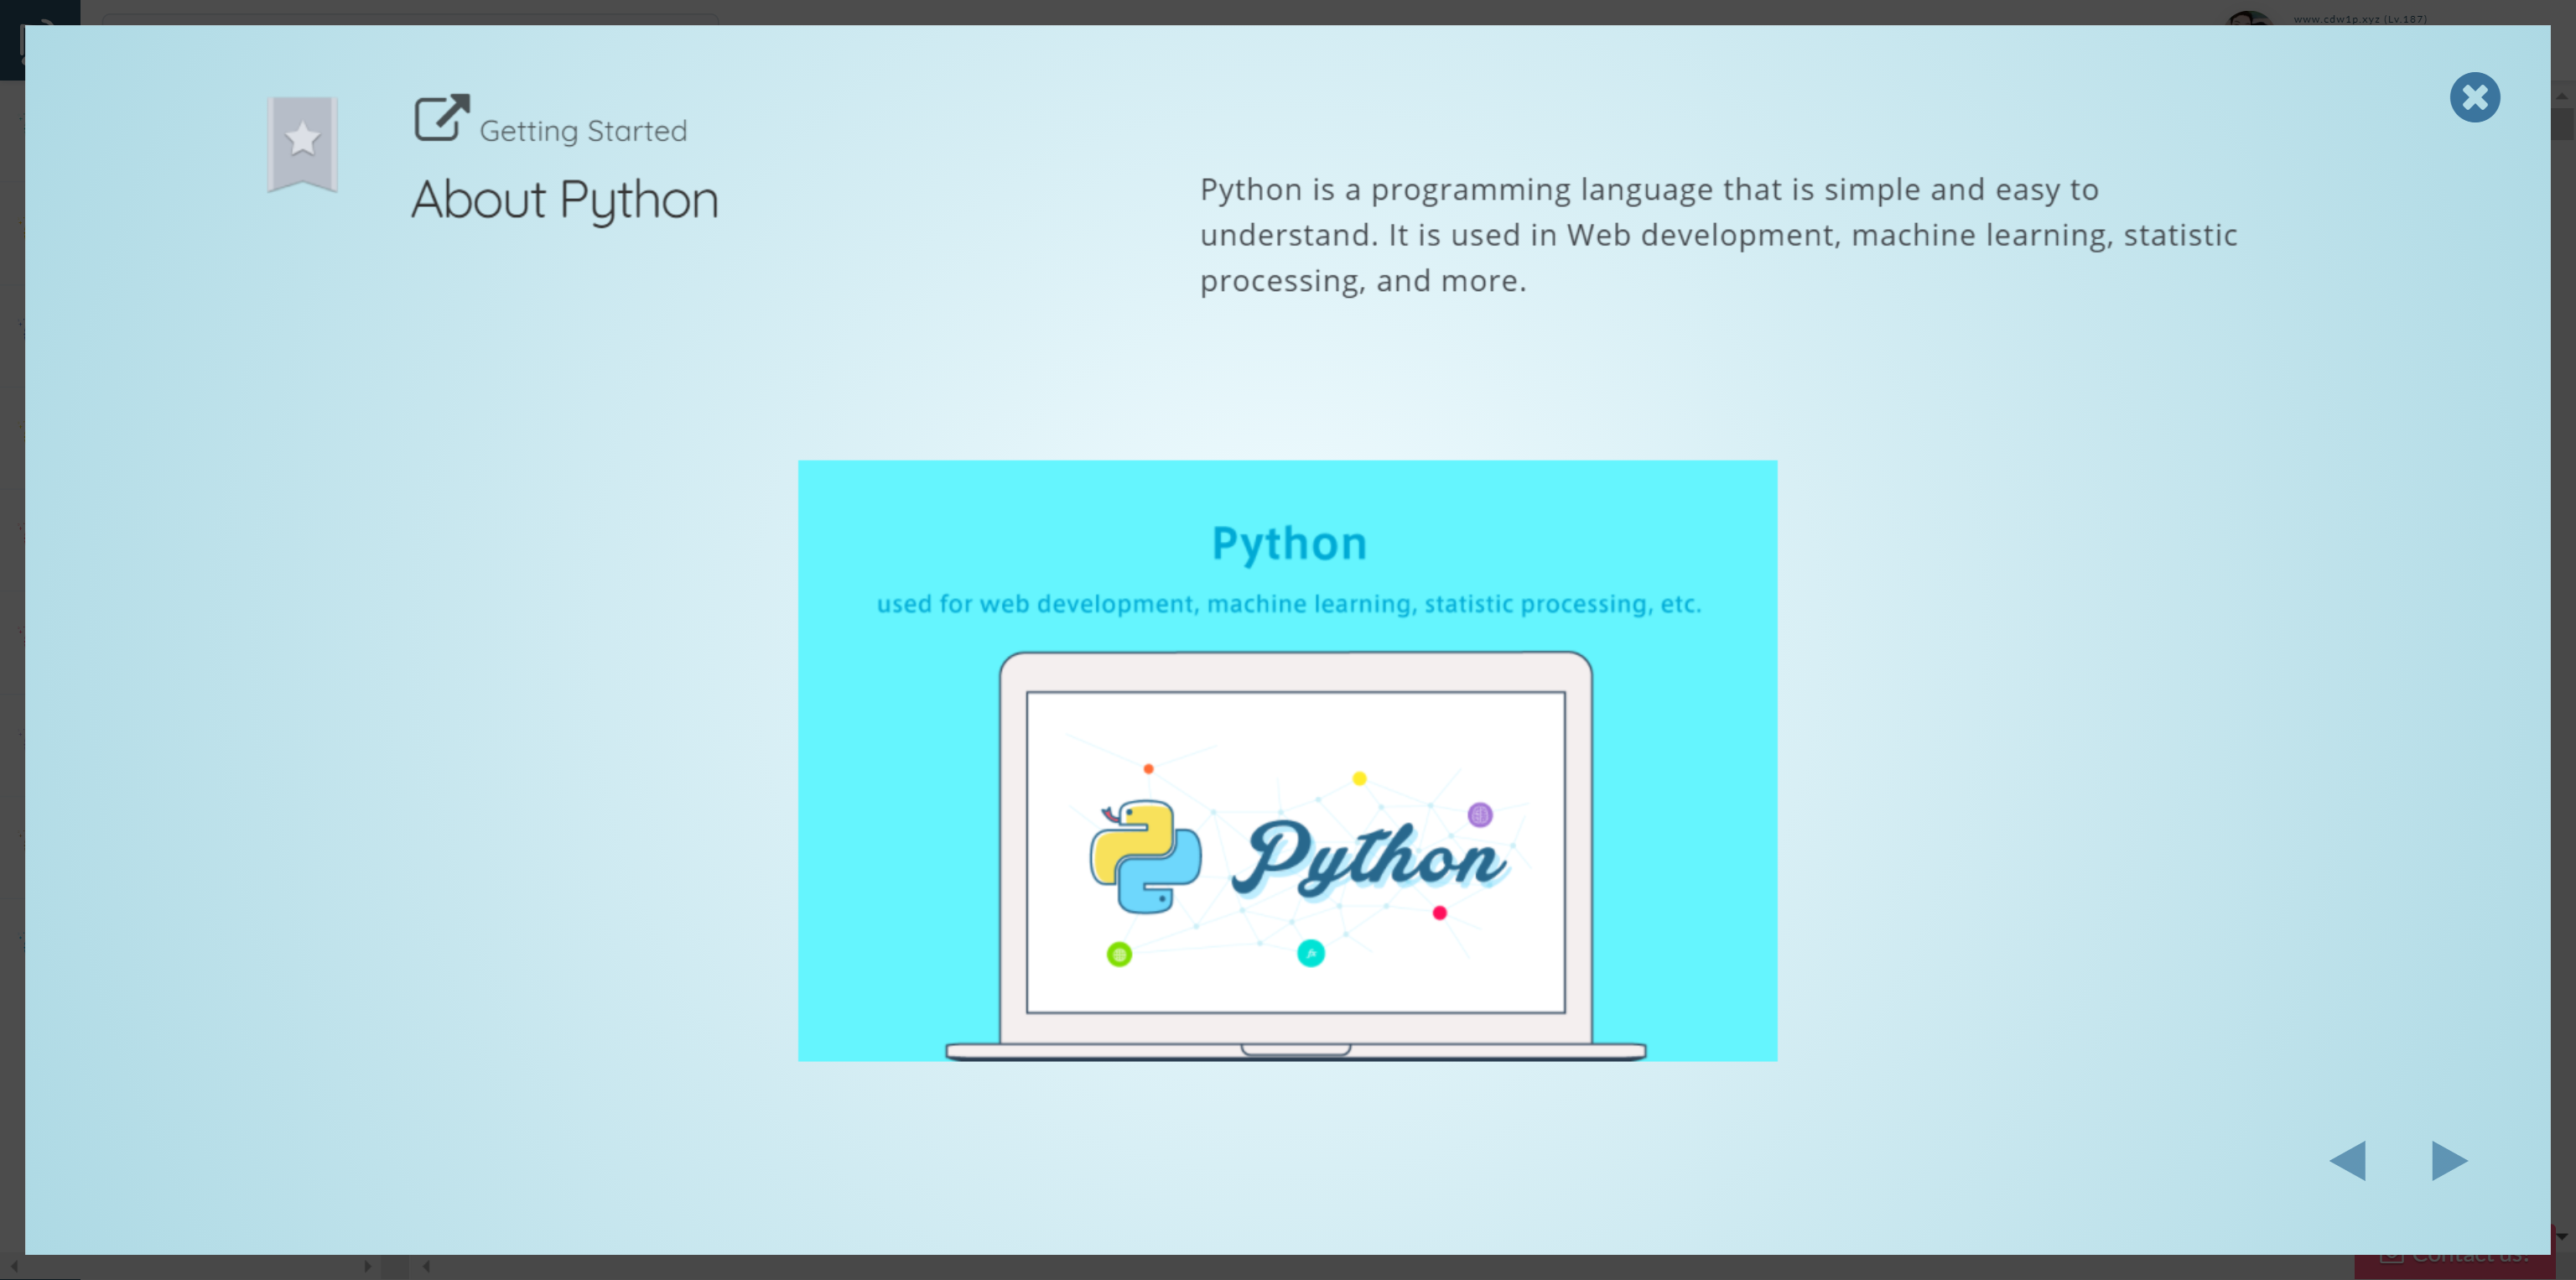 www.cdw1p.xyz (Lv.187)
Getting Started
About Python
Python is a programming language that is simple and easy to
understand. It is used in Web development, machine learning, statistic
processing, and more.
Python
used for web development, machine learning, statistic processing, etc.
Python
fx
Contact us!